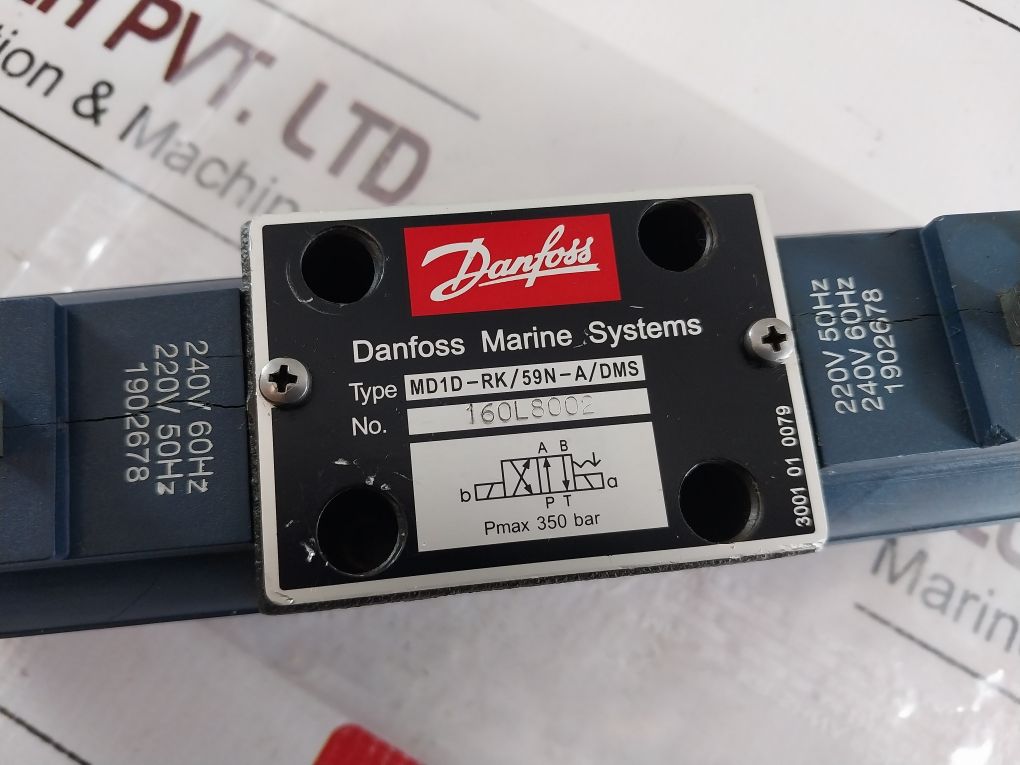 PVT. LTD
& Machin
Danfoss
Danfoss Marine Systems
Type MD1D-RK/59N-A/DMS
No. 160L8002
A B
b a
P T
Pmax 350 bar
3001 01 0079
240V 60Hz
220V 50Hz
1902678
220V 50Hz
240V 60Hz
1902678
Marin